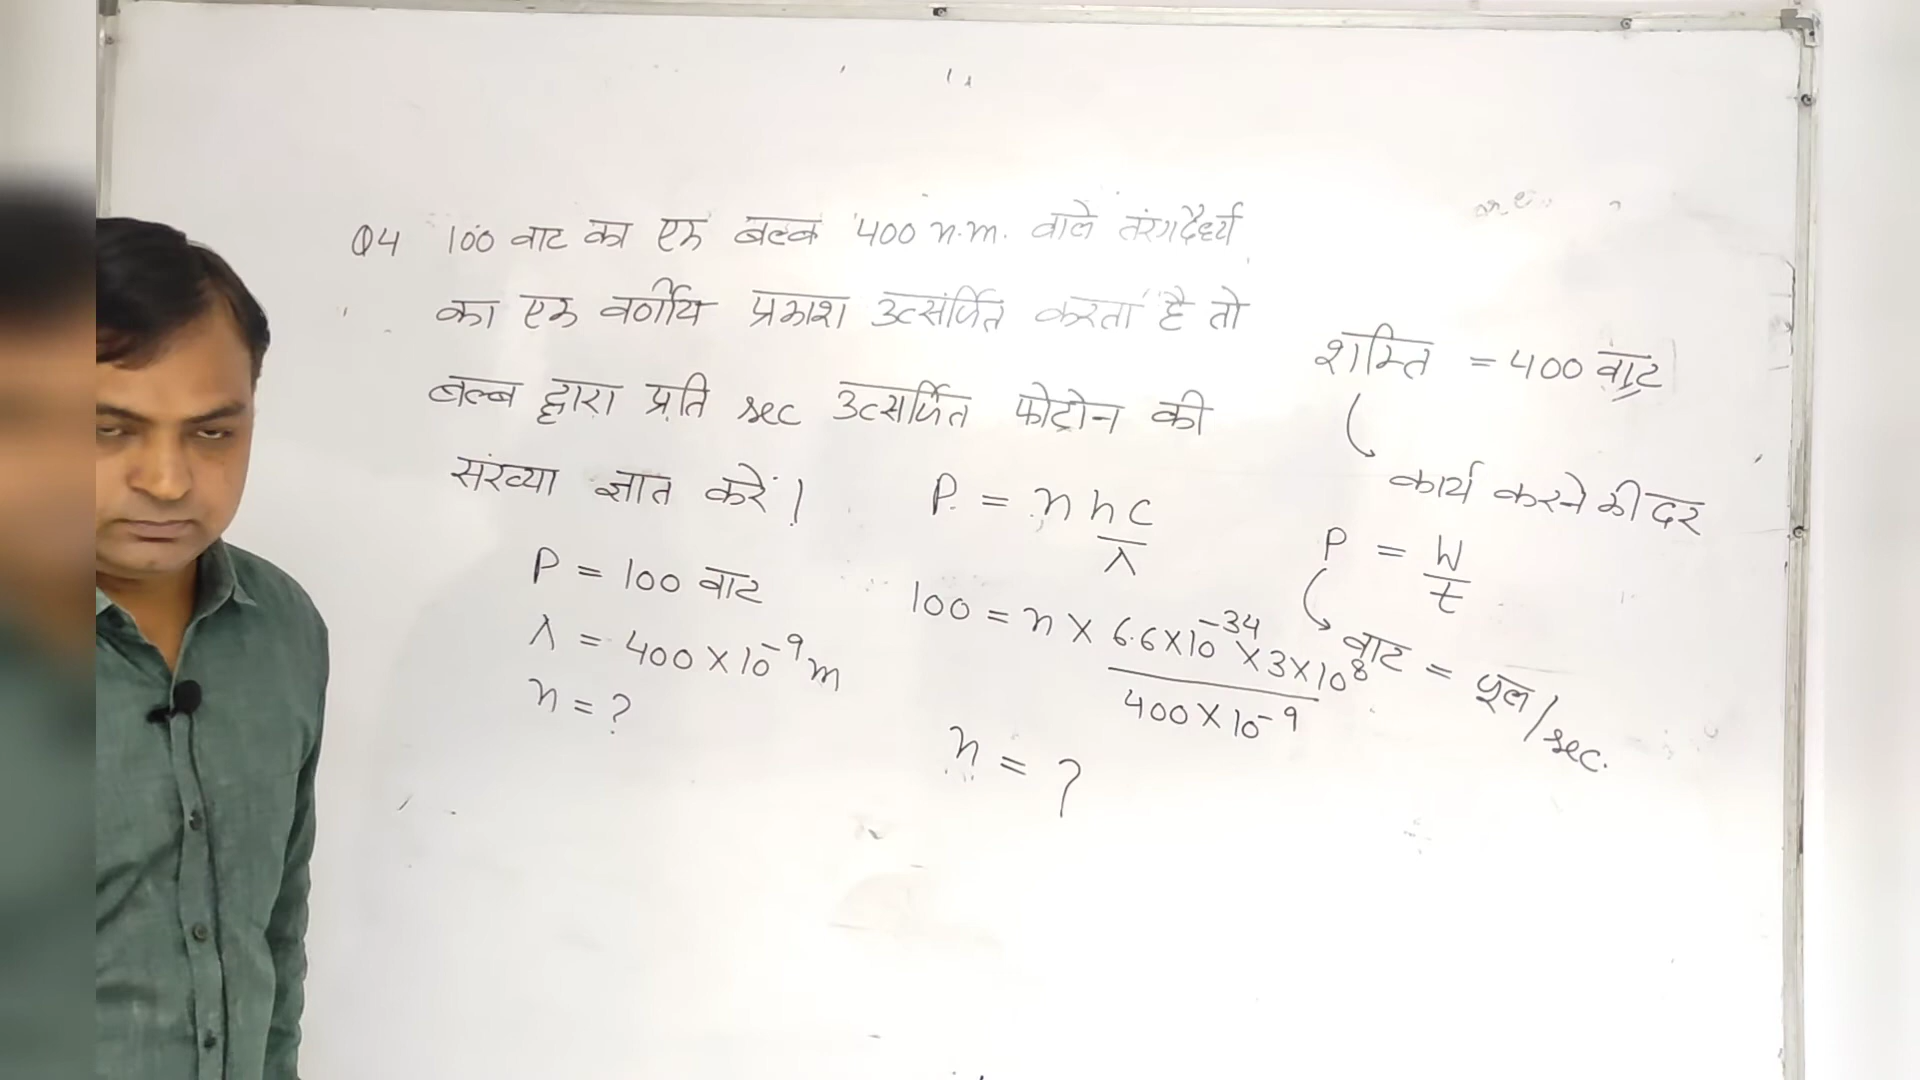 Q4 100 वाट का एक बल्ब 400 n.m. वाले तरंगदैर्ध्य
का एक वर्णीय प्रकाश उत्सर्जित करता है तो
बल्ब द्वारा प्रति sec उत्सर्जित फोटोन की
संख्या ज्ञात करें।
P = 100 वाट
λ = 400 × 10⁻⁹ m
n = ?
P = n hc/λ
100 = n × 6.6×10⁻³⁴ × 3×10⁸ / 400×10⁻⁹
n = ?
शक्ति = 400 वाट
कार्य करने की दर
P = W/t
वाट = जूल/sec.